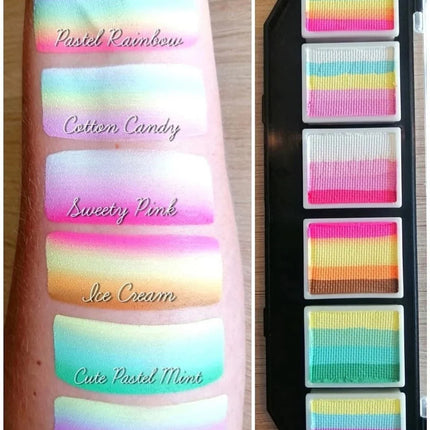 Pastel Rainbow
Cotton Candy
Sweety Pink
Ice Cream
Cute Pastel Mint